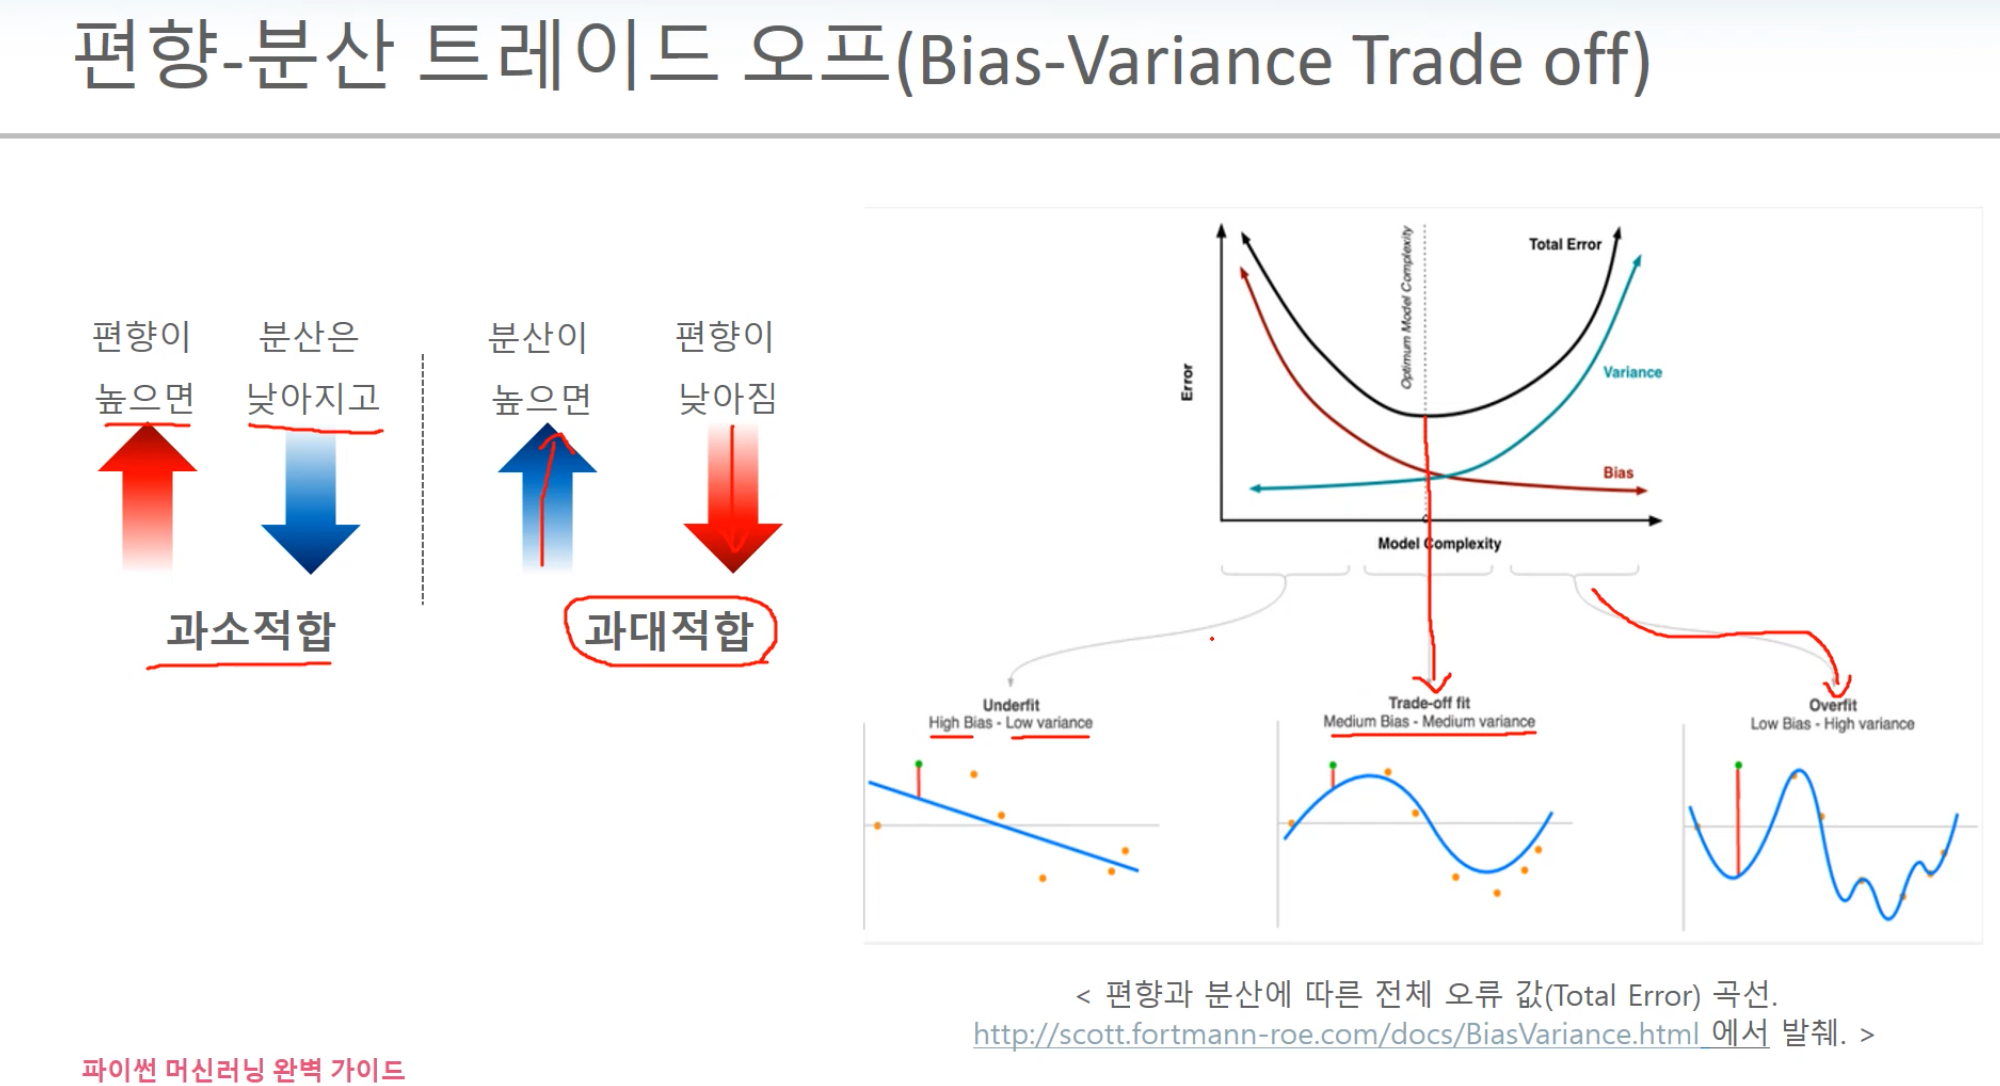 편향-분산 트레이드 오프(Bias-Variance Trade off)
편향이
높으면
분산은
낮아지고
분산이
높으면
편향이
낮아짐
과소적합
과대적합
Error
Optimum Model Complexity
Total Error
Variance
Bias
Model Complexity
Underfit
High Bias - Low variance
Trade-off fit
Medium Bias - Medium variance
Overfit
Low Bias - High variance
< 편향과 분산에 따른 전체 오류 값(Total Error) 곡선.
http://scott.fortmann-roe.com/docs/BiasVariance.html 에서 발췌. >
파이썬 머신러닝 완벽 가이드